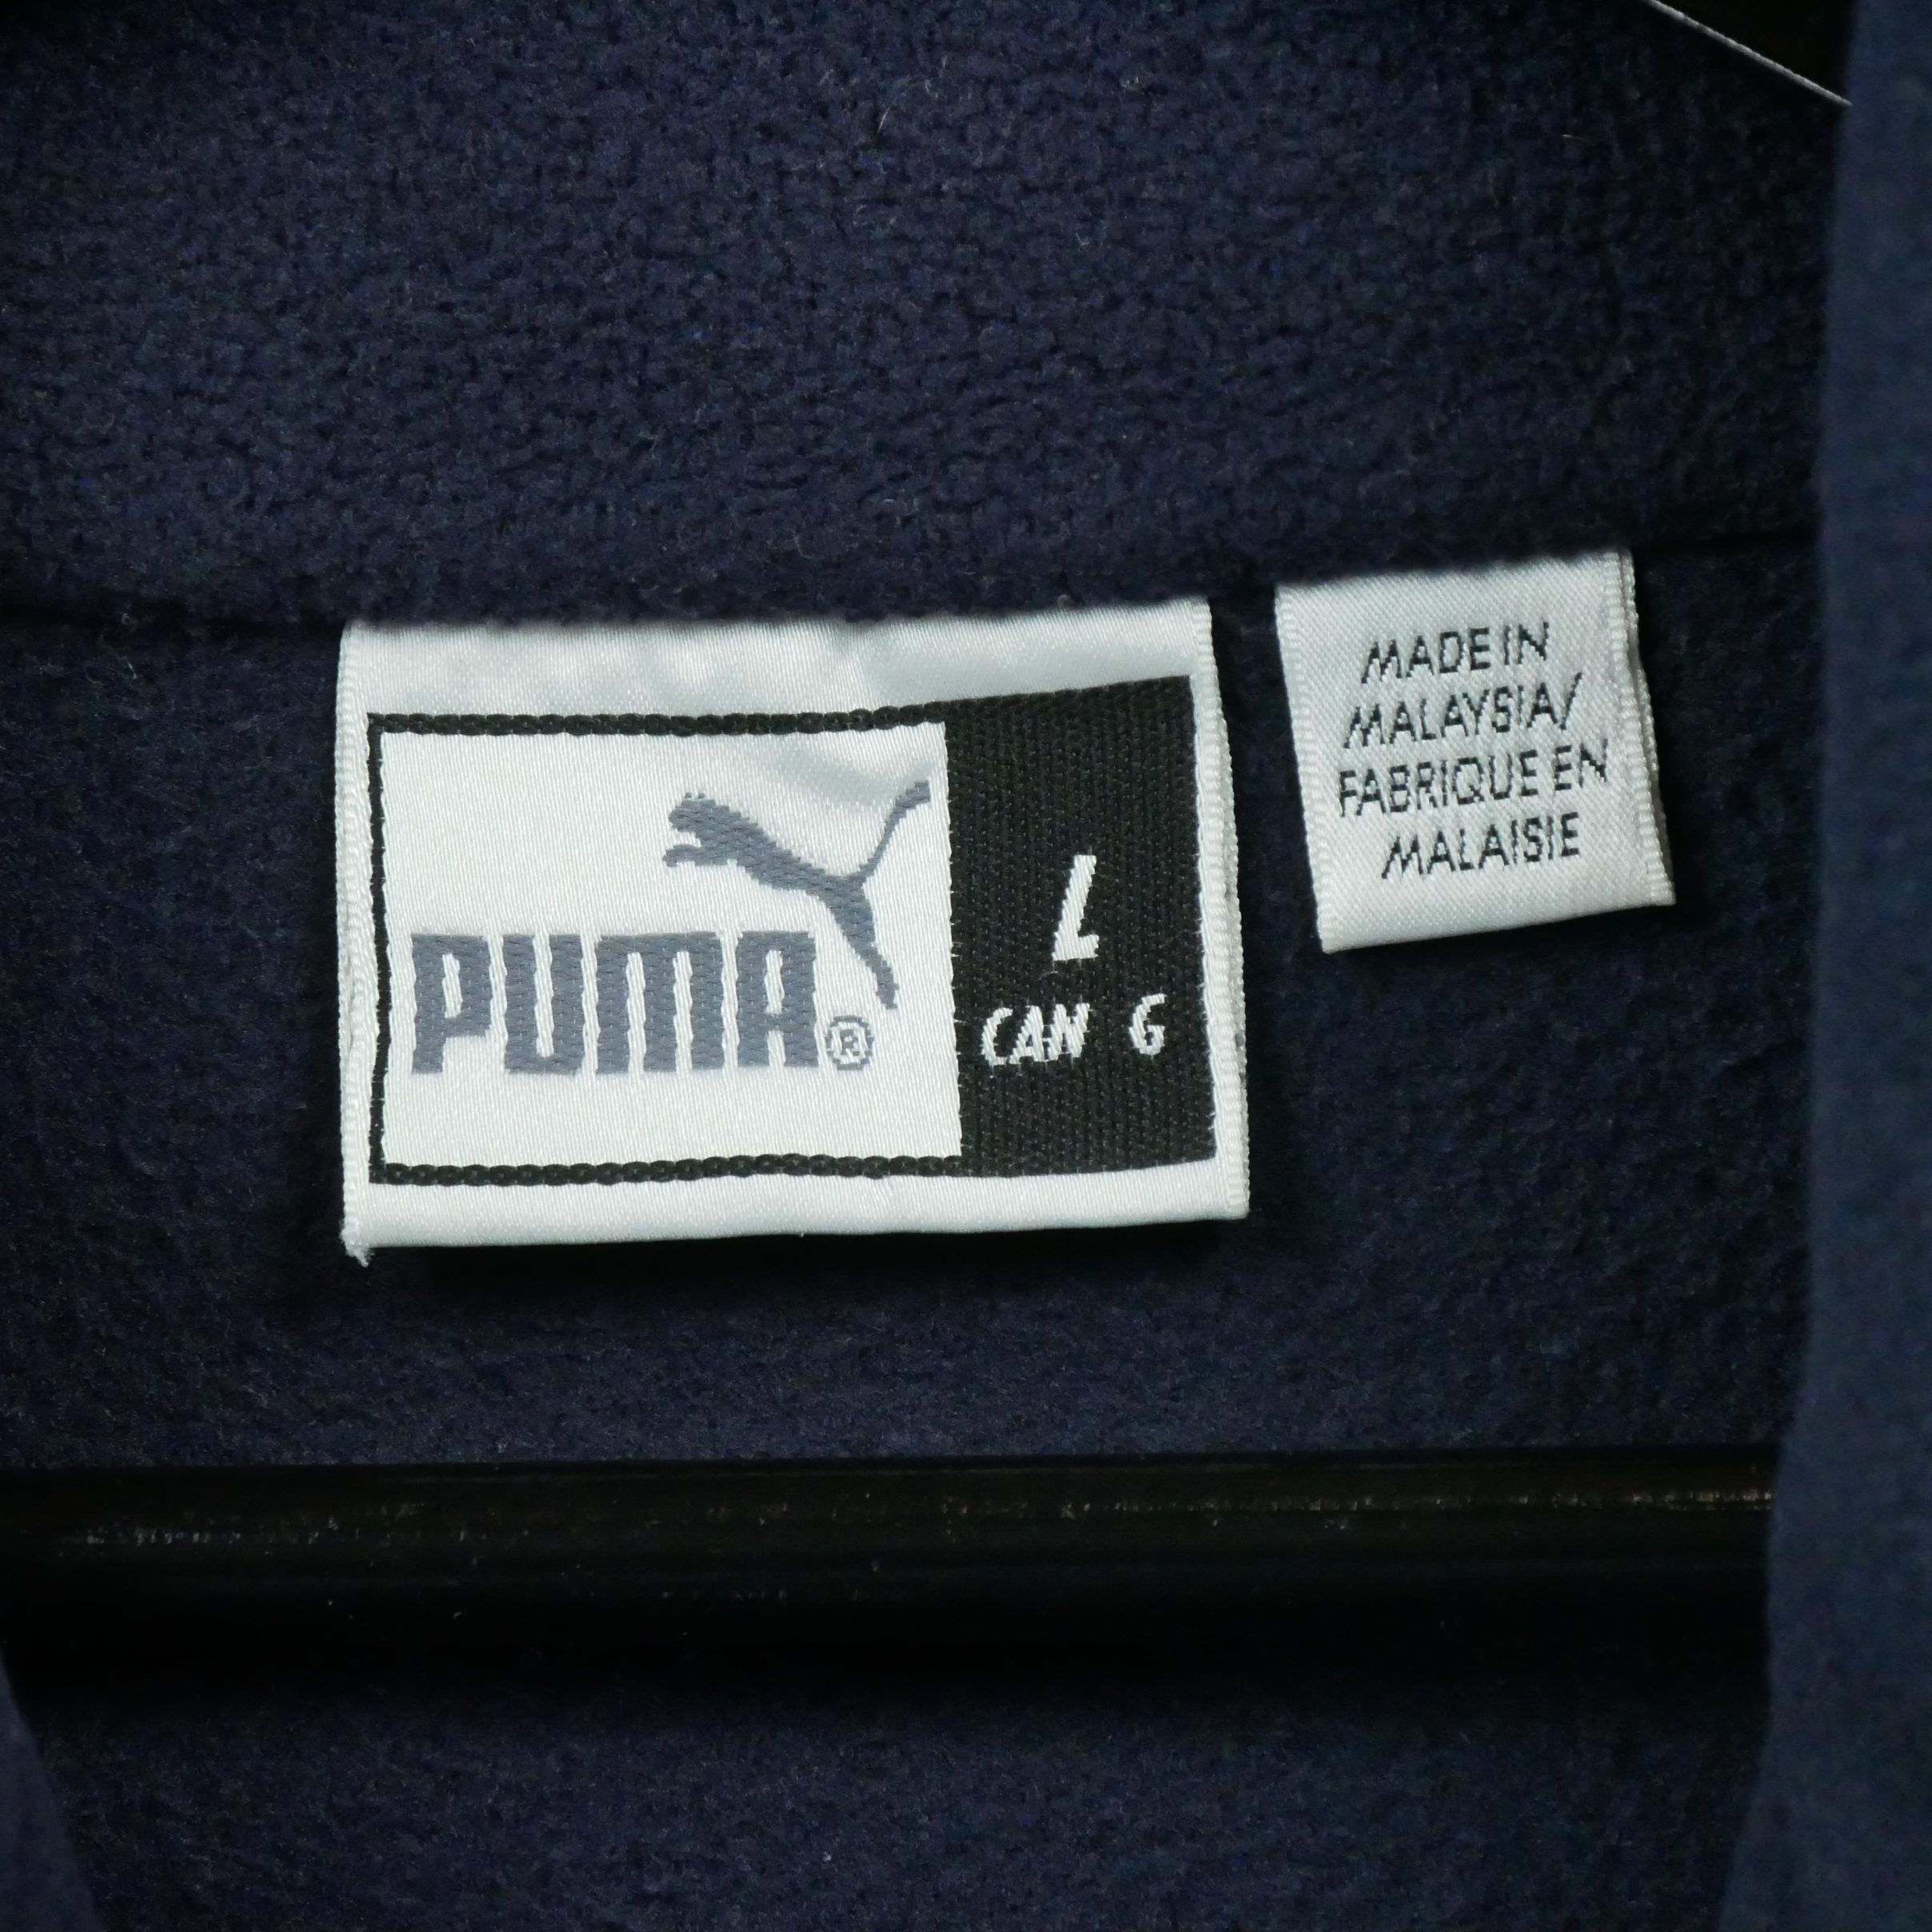 PUMA®
L
CAN G
MADE IN
MALAYSIA/
FABRIQUE EN
MALAISIE